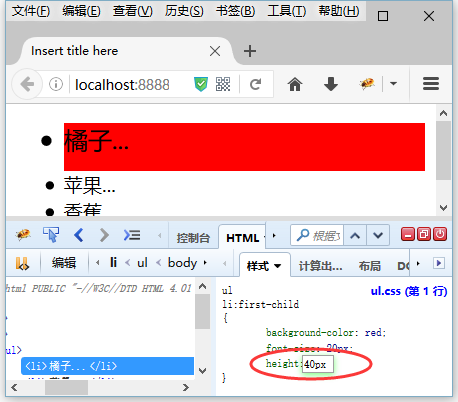 文件(F) 编辑(E) 查看(V) 历史(S) 书签(B) 工具(T) 帮助(H)
Insert title here
localhost:8888
橘子...
苹果...
香蕉
控制台 HTML
编辑 li ul body
样式 计算出... 布局
html PUBLIC "-//W3C//DTD HTML 4.01
ul>
<li>橘子...</li>
ul ul.css (第 1 行)
li:first-child
{
background-color: red;
font-size: 20px;
height:40px
}